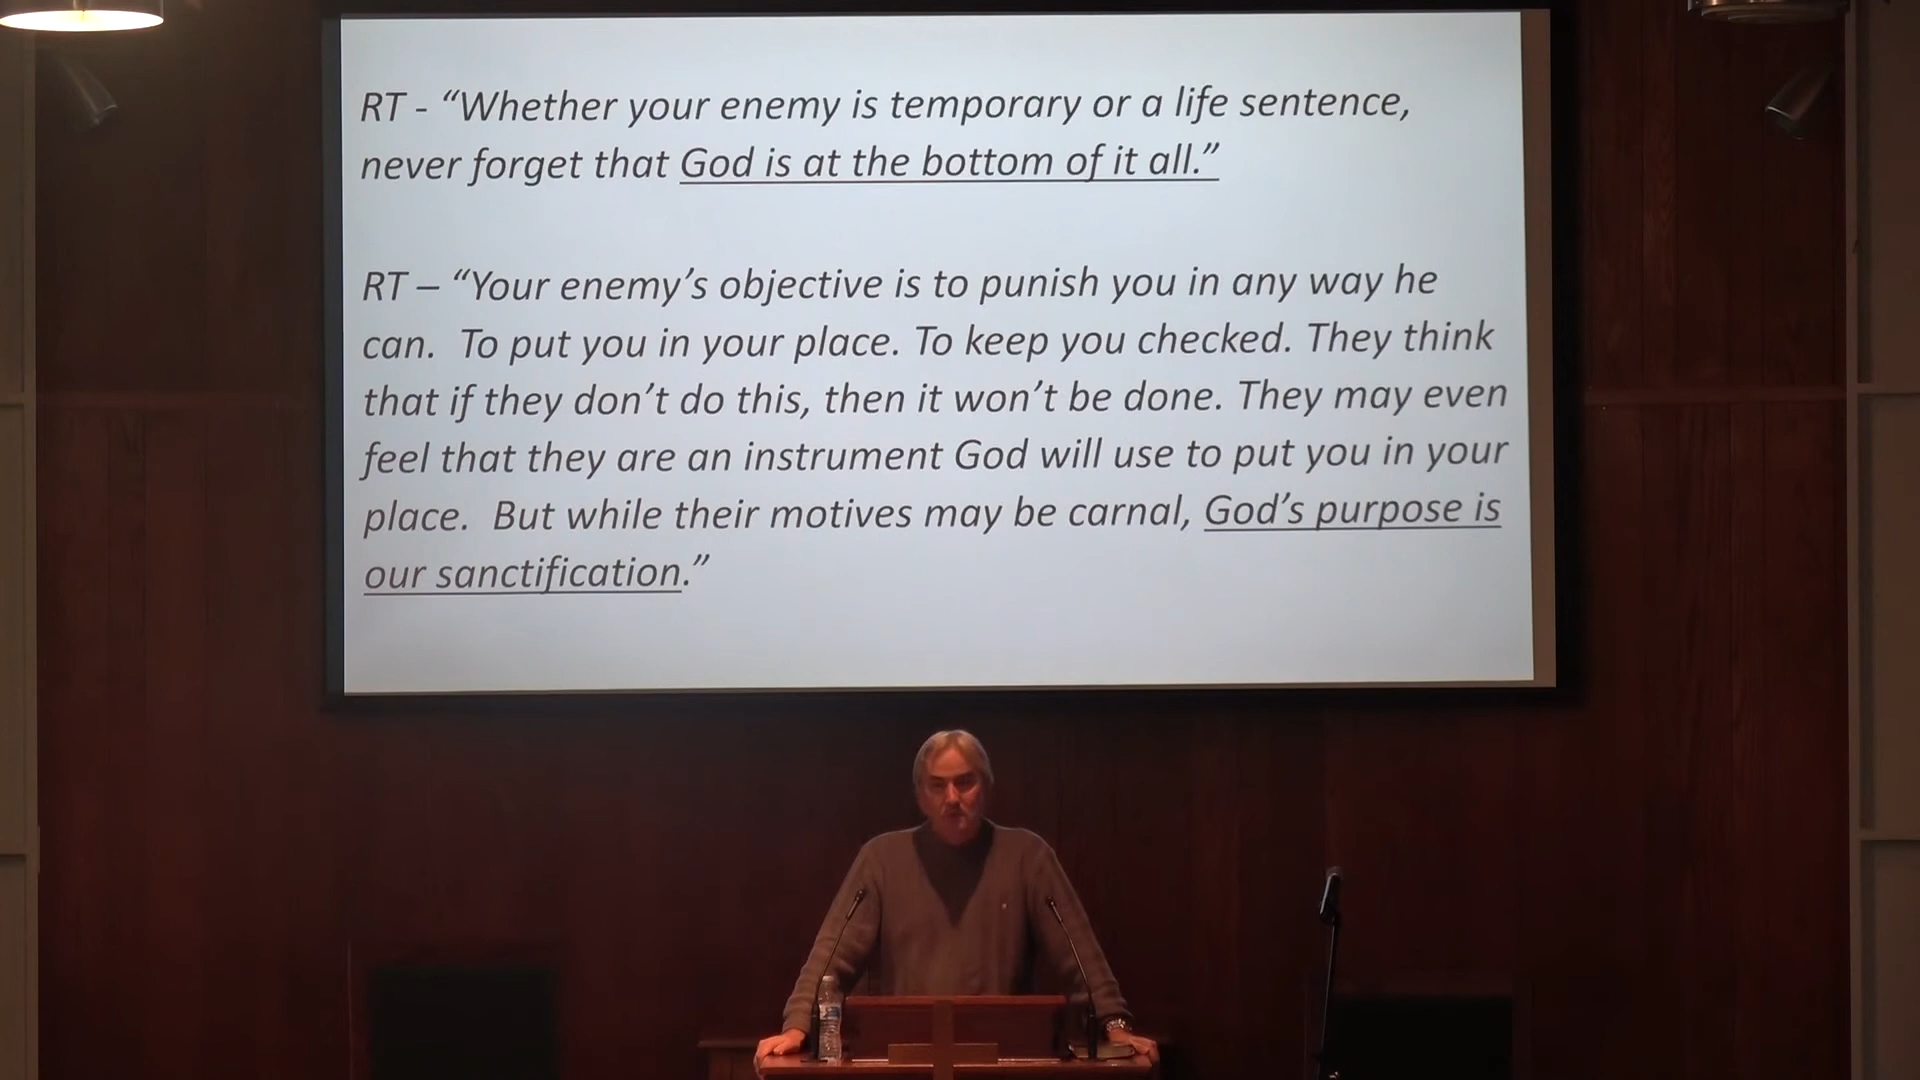 RT - “Whether your enemy is temporary or a life sentence,
never forget that God is at the bottom of it all.”
RT – “Your enemy’s objective is to punish you in any way he
can.  To put you in your place. To keep you checked. They think
that if they don’t do this, then it won’t be done. They may even
feel that they are an instrument God will use to put you in your
place.  But while their motives may be carnal, God’s purpose is
our sanctification.”